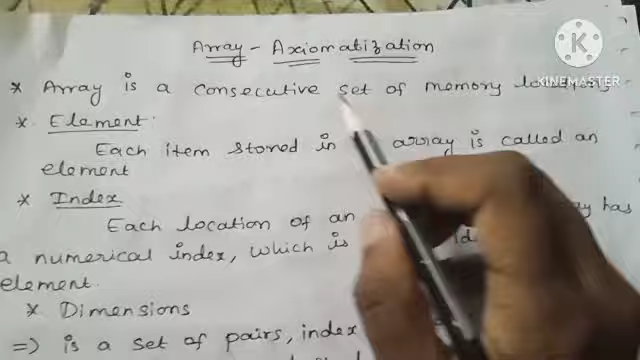 Array - Axiomatization
* Array is a consecutive set of memory
KINEMASTER
* Element
Each item stored in array is called an
element
* Index
Each location of an has
a numerical index, which is
element.
* Dimensions
=) is a set of pairs, index